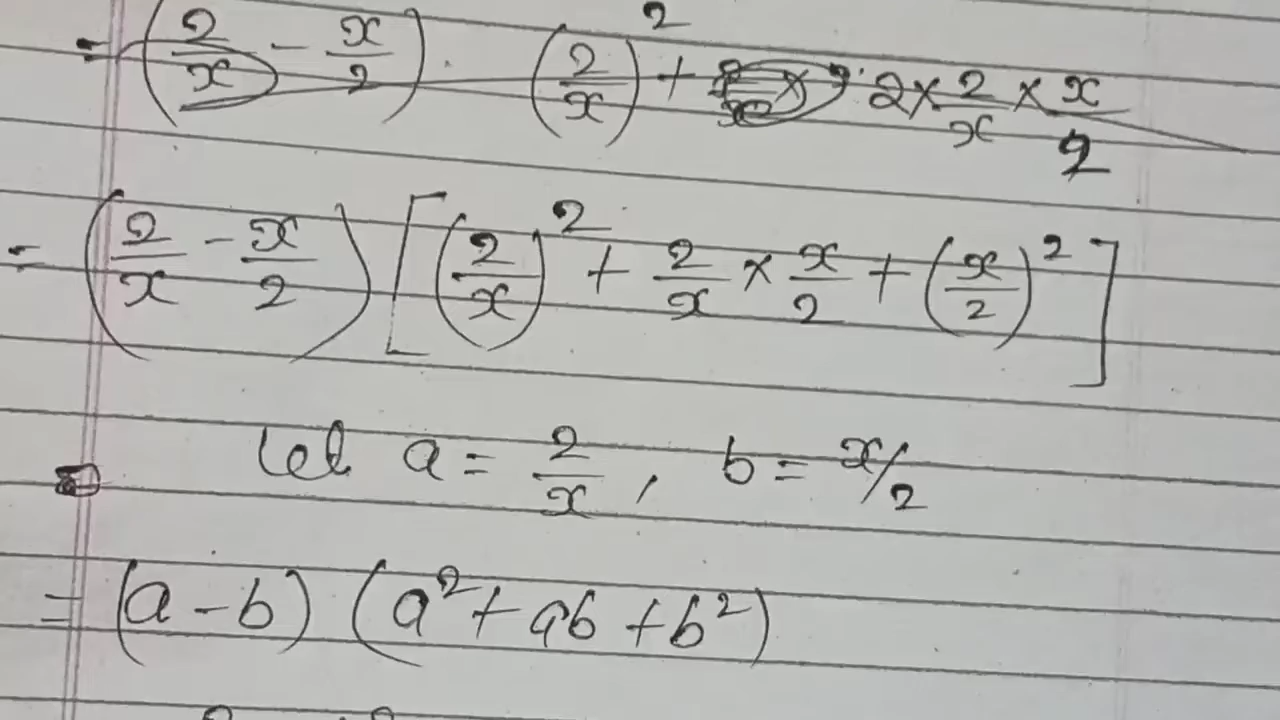 = (2/x - x/2) (2/x)² + 2 × 2/x × x/2
= (2/x - x/2) [(2/x)² + 2/x × x/2 + (x/2)²]
Let a = 2/x, b = x/2
= (a - b) (a² + ab + b²)